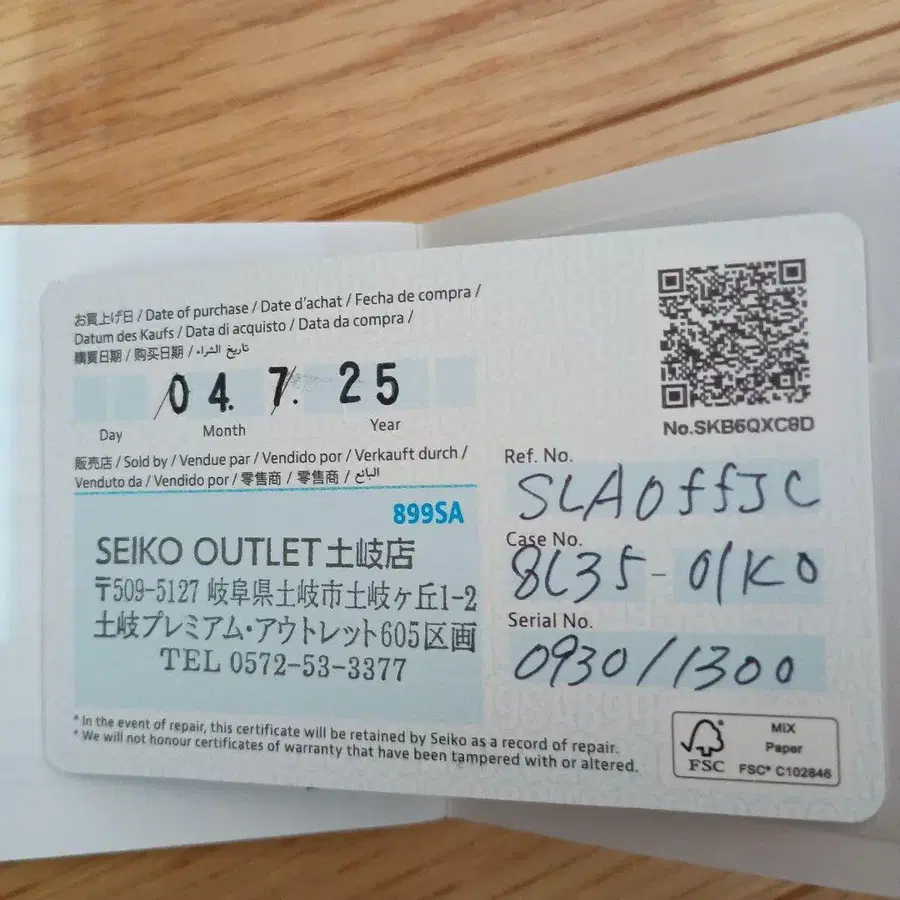 お買上げ日 / Date of purchase / Date d'achat / Fecha de compra /
Datum des Kaufs / Data di acquisto / Data da compra /
購買日期 / 购买日期 / تاريخ الشراء
04. 7. 25
Day Month Year
販売店 / Sold by / Vendue par / Vendido por / Verkauft durch /
Venduto da / Vendido por / 零售商 / 零售商 / البائع
899SA
SEIKO OUTLET土岐店
〒509-5127 岐阜県土岐市土岐ヶ丘1-2
土岐プレミアム・アウトレット605区画
TEL 0572-53-3377
No.SKB6QXC8D
Ref. No.
SLA0ffJC
Case No.
8L35-01K0
Serial No.
0930/1300
* In the event of repair, this certificate will be retained by Seiko as a record of repair.
* We will not honour certificates of warranty that have been tampered with or altered.
FSC
MIX
Paper
FSC® C102846